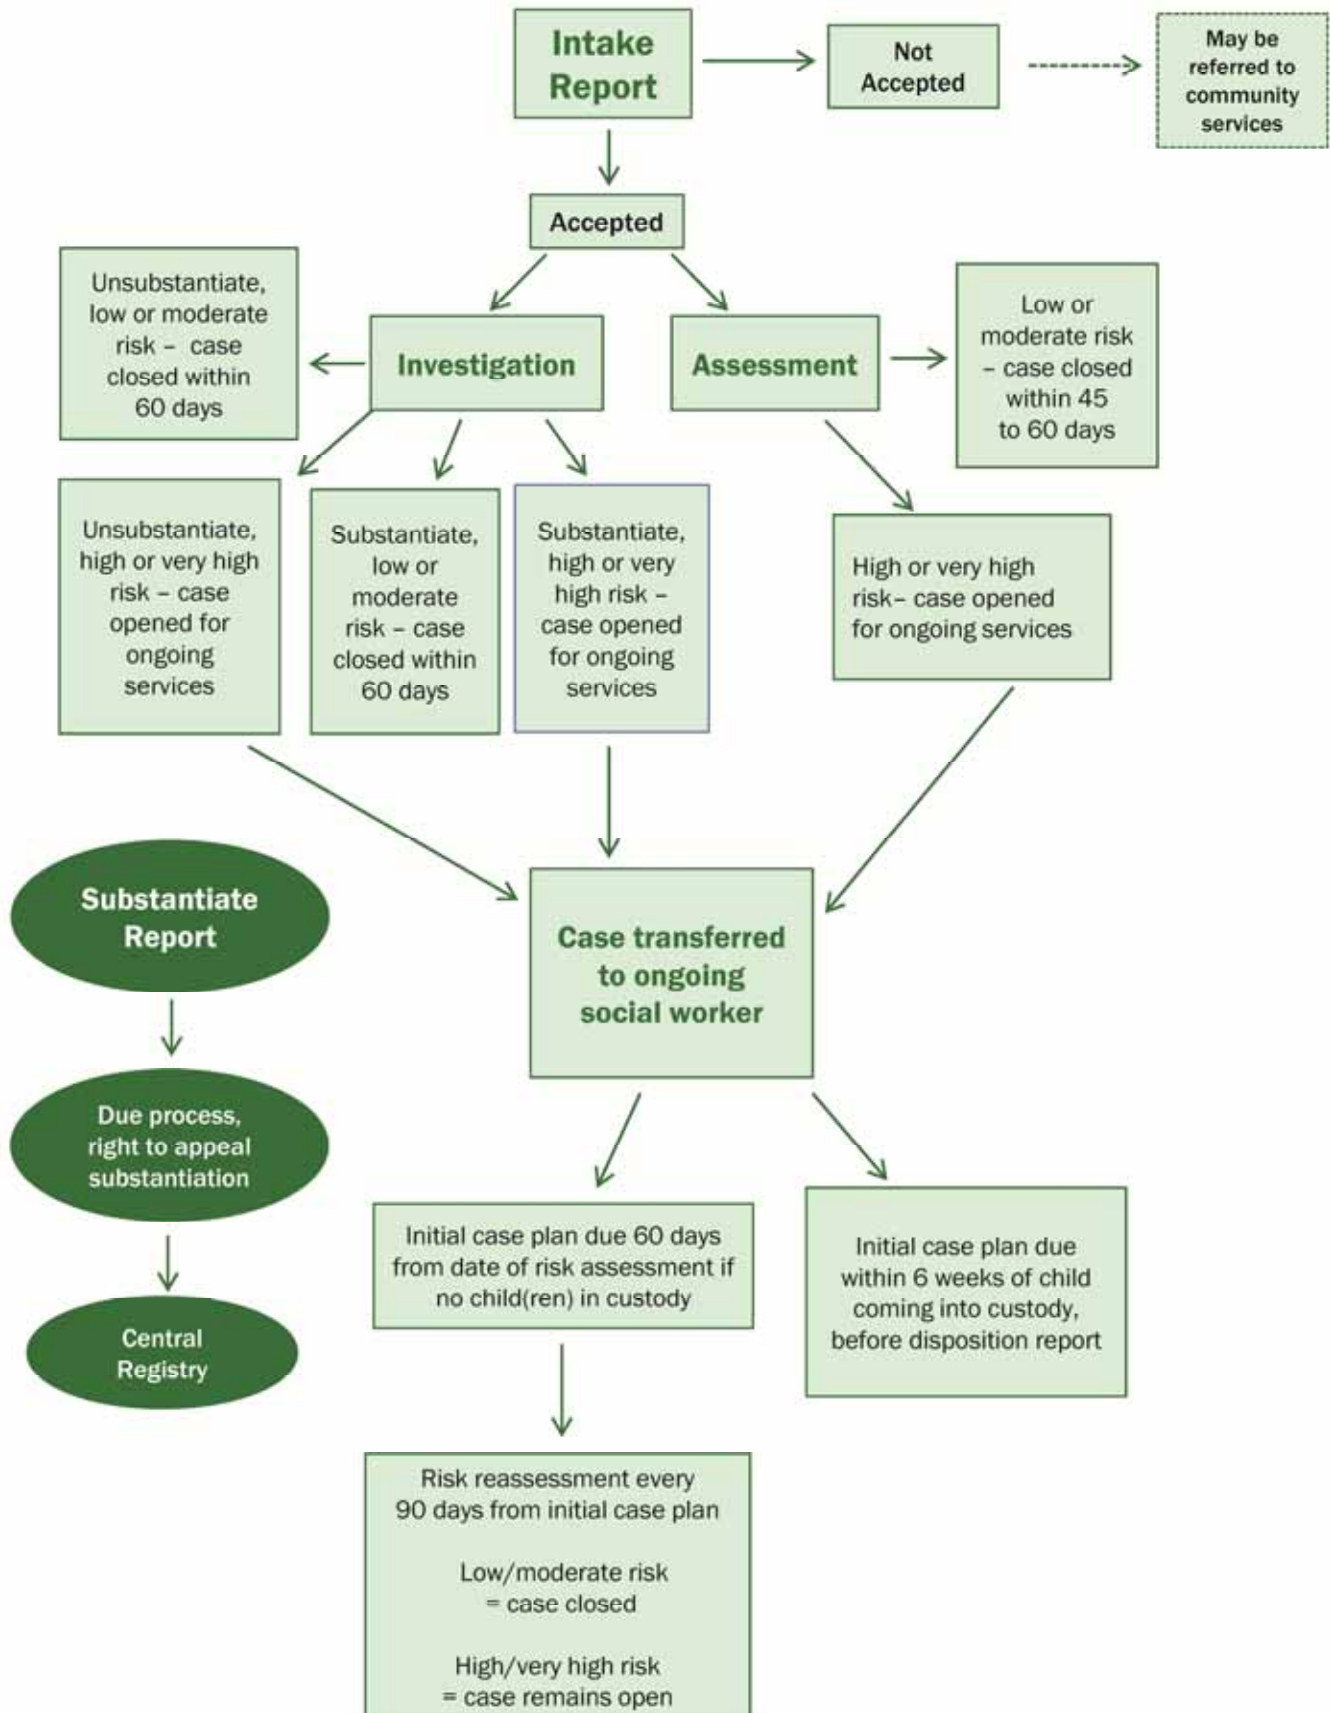 Intake
Report
Not
Accepted
May be
referred to
community
services
Accepted
Unsubstantiate,
low or moderate
risk – case
closed within
60 days
Investigation
Assessment
Low or
moderate risk
– case closed
within 45
to 60 days
Unsubstantiate,
high or very high
risk – case
opened for
ongoing
services
Substantiate,
low or
moderate
risk – case
closed within
60 days
Substantiate,
high or very
high risk –
case opened
for ongoing
services
High or very high
risk– case opened
for ongoing services
Substantiate
Report
Case transferred
to ongoing
social worker
Due process,
right to appeal
substantiation
Central
Registry
Initial case plan due 60 days
from date of risk assessment if
no child(ren) in custody
Initial case plan due
within 6 weeks of child
coming into custody,
before disposition report
Risk reassessment every
90 days from initial case plan
Low/moderate risk
= case closed
High/very high risk
= case remains open